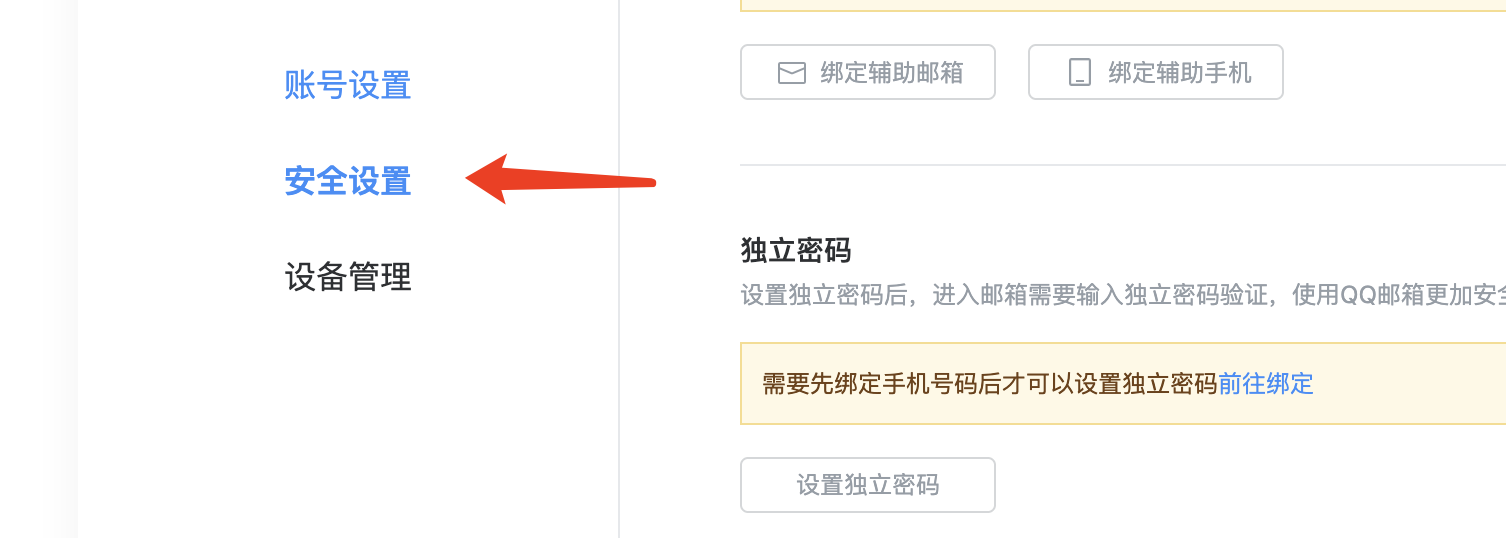 账号设置
安全设置
设备管理
绑定辅助邮箱
绑定辅助手机
独立密码
设置独立密码后，进入邮箱需要输入独立密码验证，使用QQ邮箱更加安全
需要先绑定手机号码后才可以设置独立密码前往绑定
设置独立密码